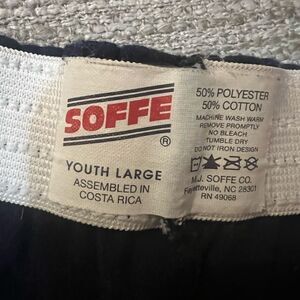 SOFFE
®
YOUTH LARGE
ASSEMBLED IN
COSTA RICA
50% POLYESTER
50% COTTON
MACHINE WASH WARM
REMOVE PROMPTLY
NO BLEACH
TUMBLE DRY
DO NOT IRON DESIGN
M.J. SOFFE CO.
Fayetteville, NC 28301
RN 49068